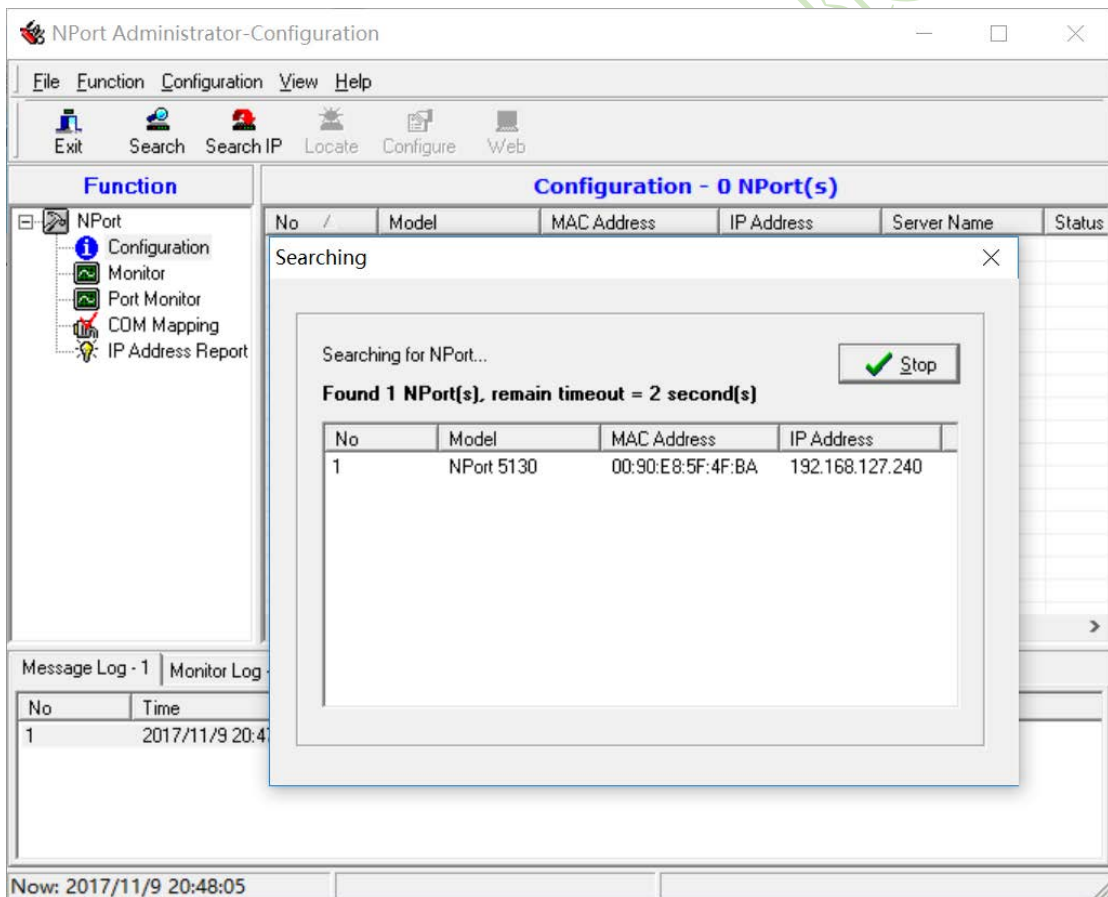 NPort Administrator-Configuration
File Function Configuration View Help
Exit Search Search IP Locate Configure Web
Function
Configuration - 0 NPort(s)
NPort
Configuration
Monitor
Port Monitor
COM Mapping
IP Address Report
No Model MAC Address IP Address Server Name Status
Searching
Searching for NPort...
Stop
Found 1 NPort(s), remain timeout = 2 second(s)
No Model MAC Address IP Address
1 NPort 5130 00:90:E8:5F:4F:BA 192.168.127.240
Message Log - 1 Monitor Log -
No Time
1 2017/11/9 20:4
Now: 2017/11/9 20:48:05